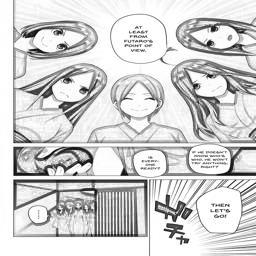 AT
LEAST
FROM
FUTARO'S
POINT OF
VIEW.
IS
EVERY-
ONE
READY?
IF HE DOESN'T
KNOW WHO'S
WHO, HE WON'T
TRY ANYTHING,
RIGHT?
...
THEN
LET'S
GO!